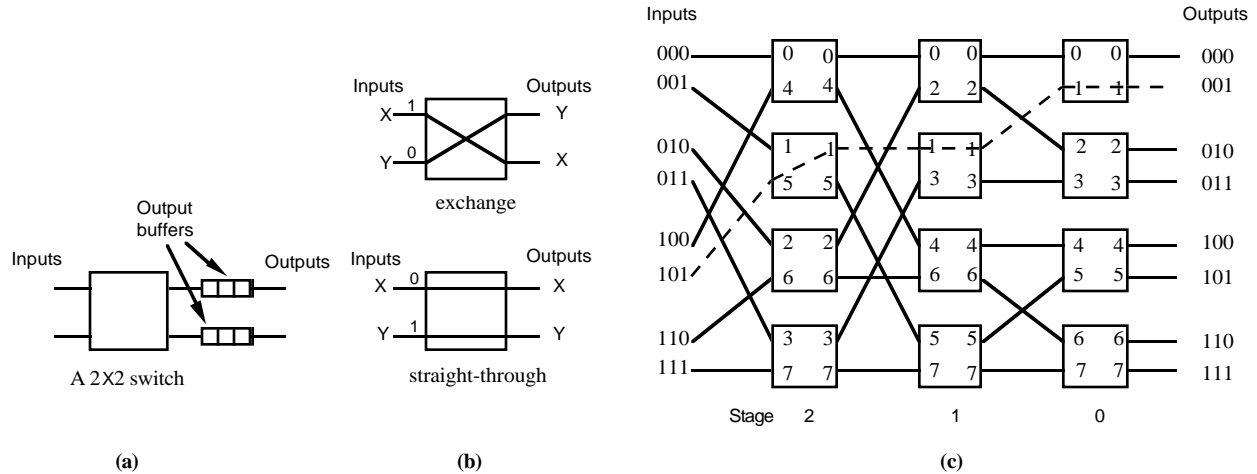 Output
buffers
Inputs
Outputs
A 2X2 switch
(a)
Inputs
Outputs
X
1
Y
Y
0
X
exchange
Inputs
Outputs
X
0
X
Y
1
Y
straight-through
(b)
Inputs
Outputs
000 0 0 0 0 0 0 000
001 4 4 2 2 1 1 001
010 1 1 1 1 2 2 010
011 5 5 3 3 3 3 011
100 2 2 4 4 4 4 100
101 6 6 6 6 5 5 101
110 3 3 5 5 6 6 110
111 7 7 7 7 7 7 111
Stage 2 1 0
(c)